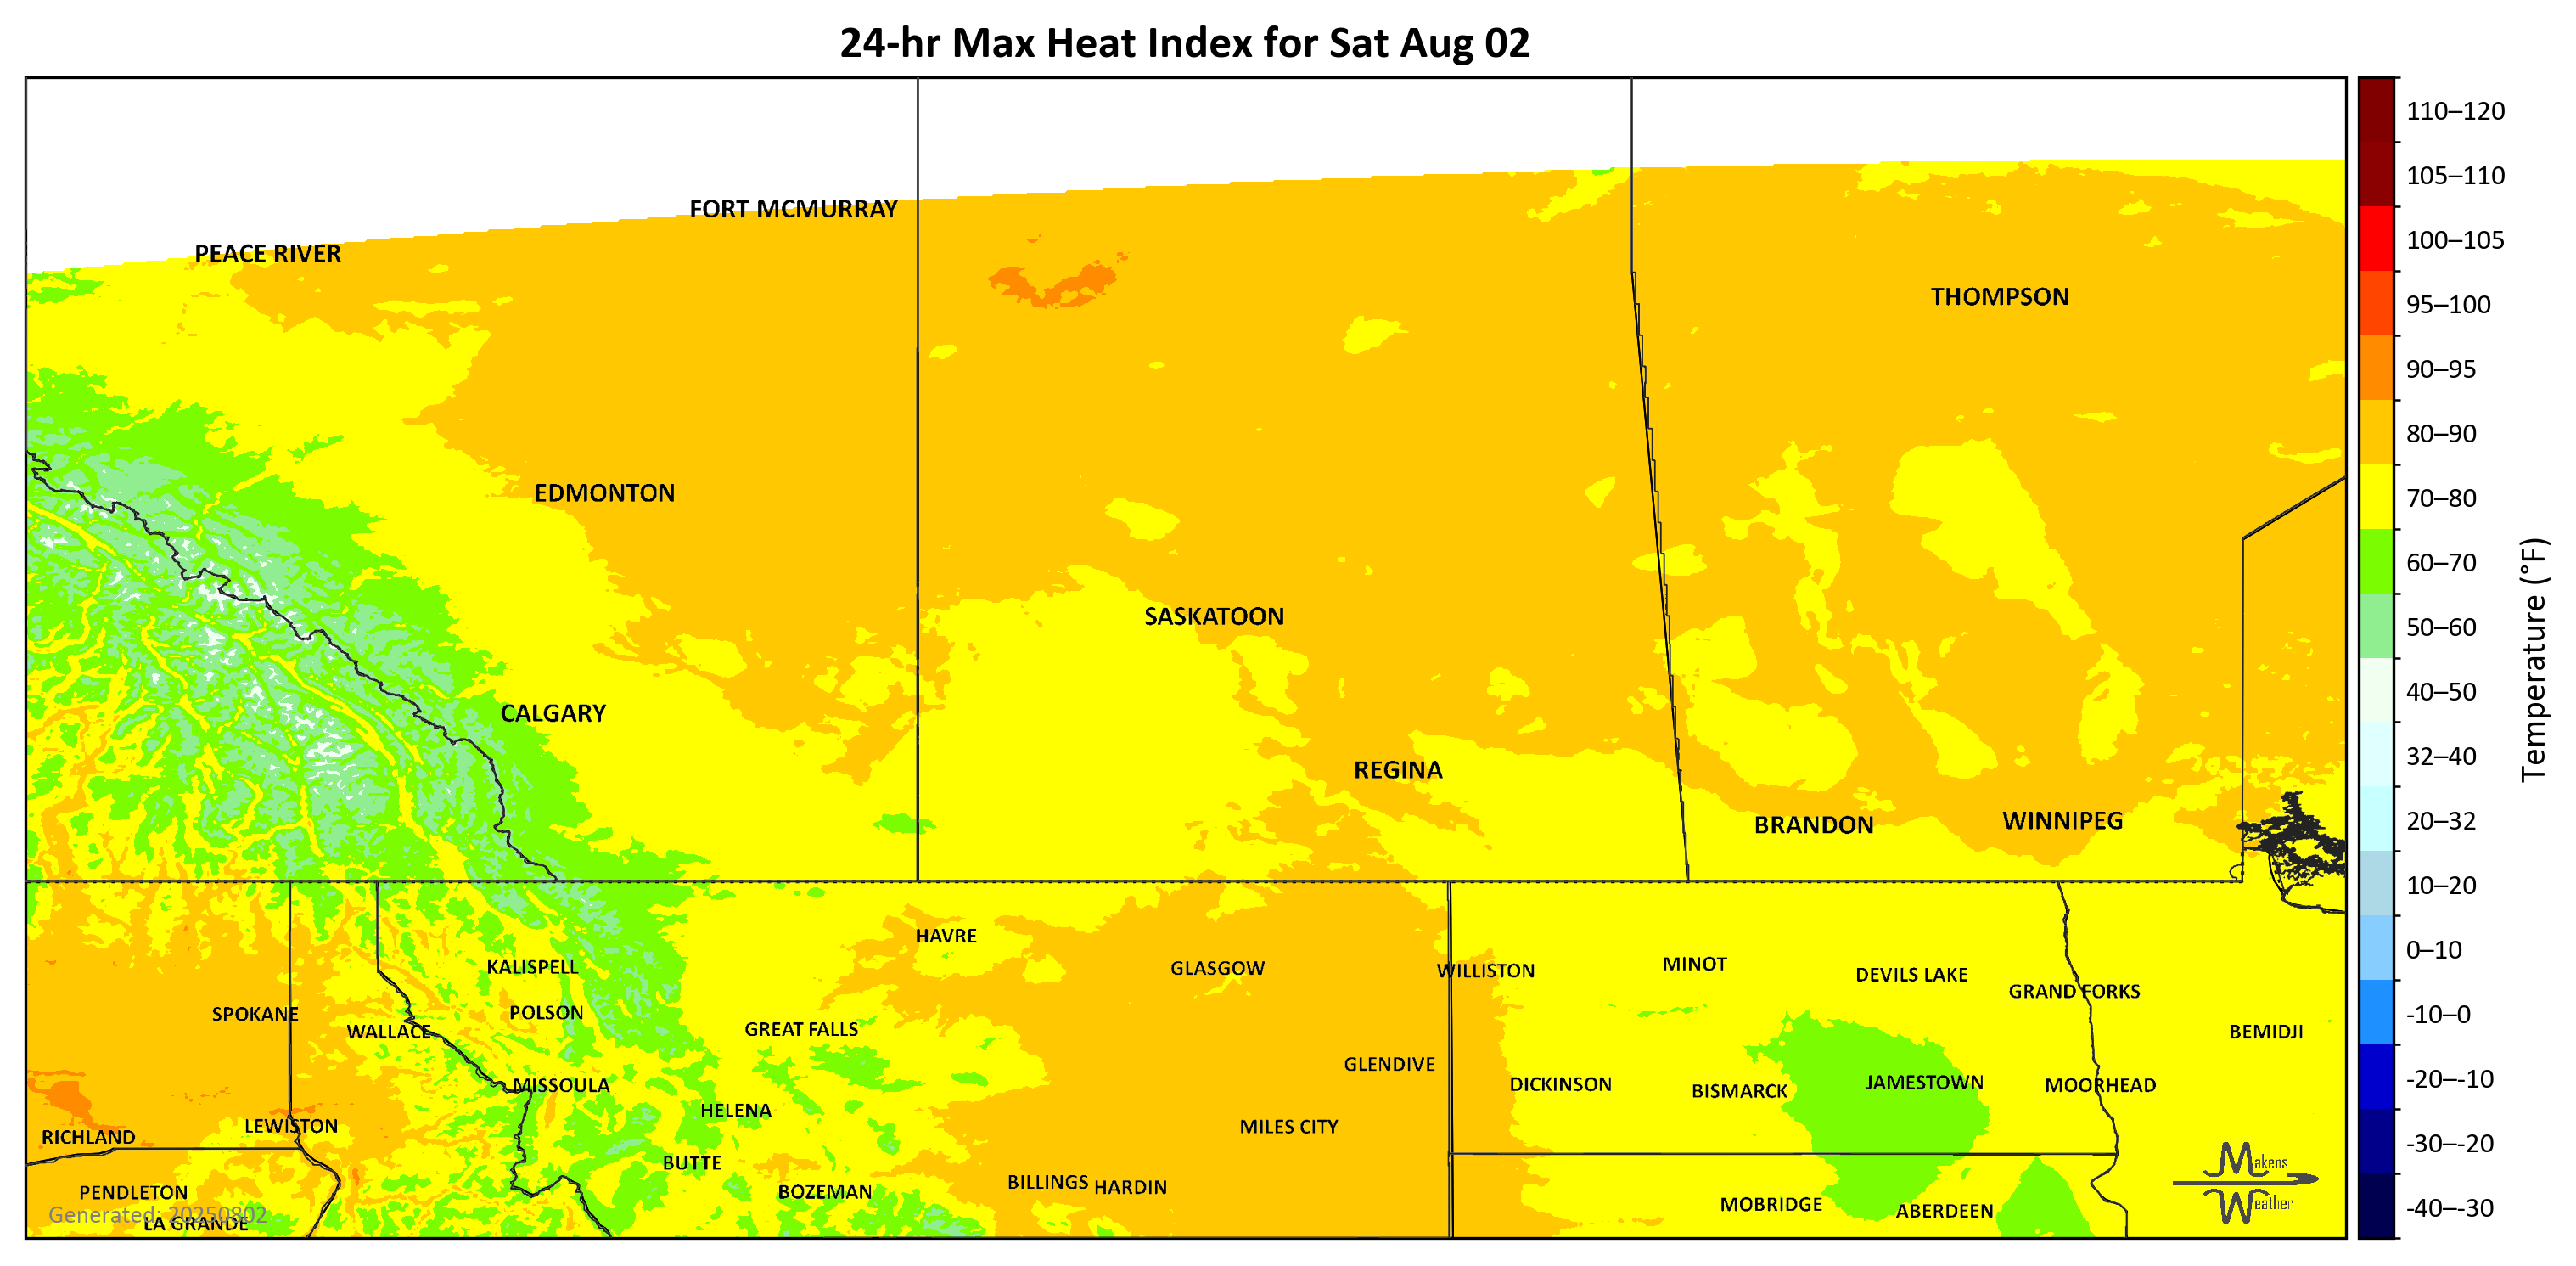 24-hr Max Heat Index for Sat Aug 02
110–120
105–110
100–105
95–100
90–95
80–90
70–80
60–70
50–60
40–50
32–40
20–32
10–20
0–10
-10–0
-20–-10
-30–-20
-40–-30
Temperature (°F)
FORT MCMURRAY
PEACE RIVER
THOMPSON
EDMONTON
SASKATOON
CALGARY
REGINA
BRANDON
WINNIPEG
HAVRE
KALISPELL
GLASGOW
WILLISTON
MINOT
DEVILS LAKE
GRAND FORKS
SPOKANE
POLSON
WALLACE
GREAT FALLS
BEMIDJI
GLENDIVE
MISSOULA
DICKINSON
BISMARCK
JAMESTOWN
MOORHEAD
HELENA
LEWISTON
MILES CITY
RICHLAND
BUTTE
PENDLETON
BOZEMAN
BILLINGS
HARDIN
MOBRIDGE
ABERDEEN
LA GRANDE
Generated: 20250802
Makens
Weather